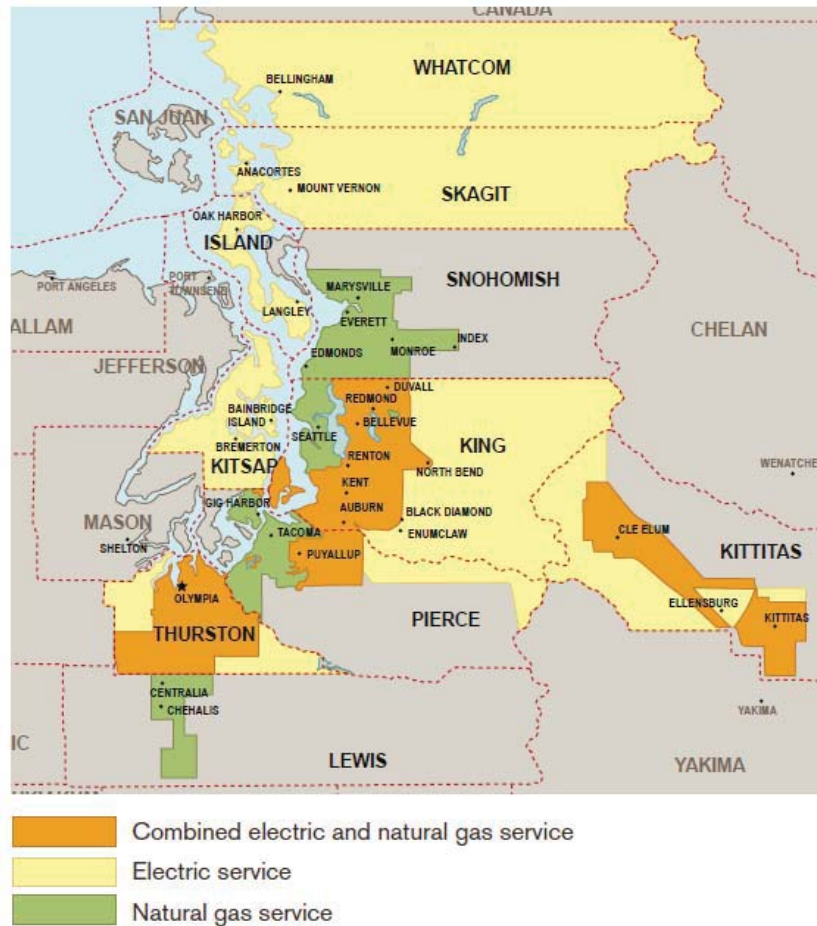 CANADA
WHATCOM
BELLINGHAM
SAN JUAN
ANACORTES
MOUNT VERNON
SKAGIT
OAK HARBOR
ISLAND
PORT ANGELES
PORT
TOWNSEND
MARYSVILLE
SNOHOMISH
LANGLEY
EVERETT
ALLAM
CHELAN
INDEX
MONROE
EDMONDS
JEFFERSON
DUVALL
REDMOND
BAINBRIDGE
ISLAND
BELLEVUE
SEATTLE
BREMERTON
KING
RENTON
KITSAP
NORTH BEND
WENATCHE
KENT
GIG HARBOR
AUBURN
BLACK DIAMOND
MASON
TACOMA
ENUMCLAW
CLE ELUM
SHELTON
PUYALLUP
KITTITAS
OLYMPIA
ELLENSBURG
PIERCE
KITTITAS
THURSTON
CENTRALIA
CHEHALIS
YAKIMA
IC
LEWIS
YAKIMA
Combined electric and natural gas service
Electric service
Natural gas service